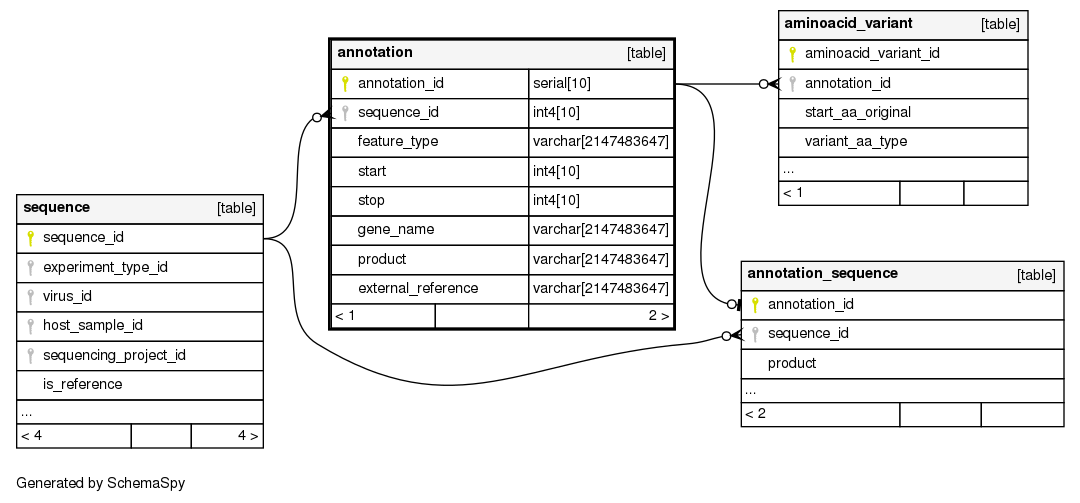 aminoacid_variant [table]
aminoacid_variant_id
annotation_id
start_aa_original
variant_aa_type
...
< 1
annotation [table]
annotation_id serial[10]
sequence_id int4[10]
feature_type varchar[2147483647]
start int4[10]
stop int4[10]
gene_name varchar[2147483647]
product varchar[2147483647]
external_reference varchar[2147483647]
< 1 2 >
sequence [table]
sequence_id
experiment_type_id
virus_id
host_sample_id
sequencing_project_id
is_reference
...
< 4 4 >
annotation_sequence [table]
annotation_id
sequence_id
product
...
< 2
Generated by SchemaSpy